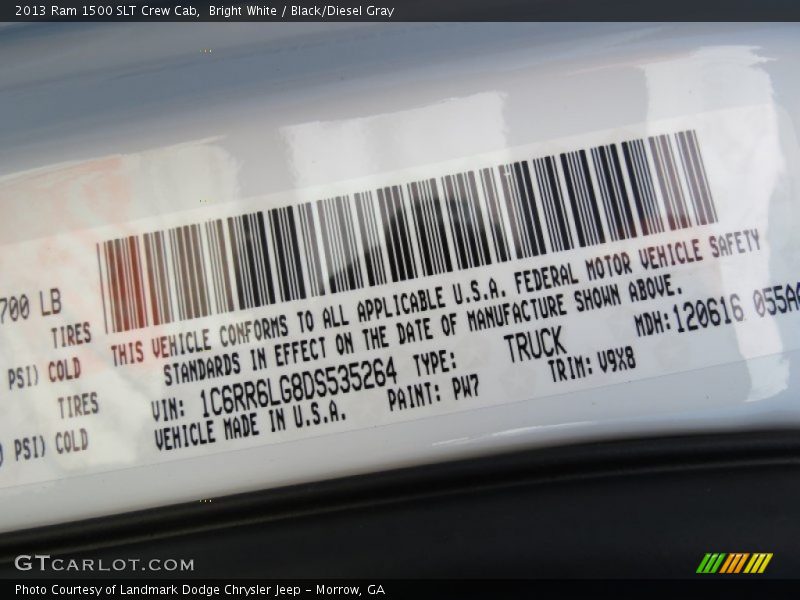 2013 Ram 1500 SLT Crew Cab,  Bright White / Black/Diesel Gray
700 LB
TIRES
PSI) COLD
TIRES
PSI) COLD
THIS VEHICLE CONFORMS TO ALL APPLICABLE U.S.A. FEDERAL MOTOR VEHICLE SAFETY
STANDARDS IN EFFECT ON THE DATE OF MANUFACTURE SHOWN ABOVE.
VIN: 1C6RR6LG8DS535264 TYPE: TRUCK MDH:120616 055A
VEHICLE MADE IN U.S.A. PAINT: PW7 TRIM: V9X8
GTCARLOT.COM
Photo Courtesy of Landmark Dodge Chrysler Jeep - Morrow, GA